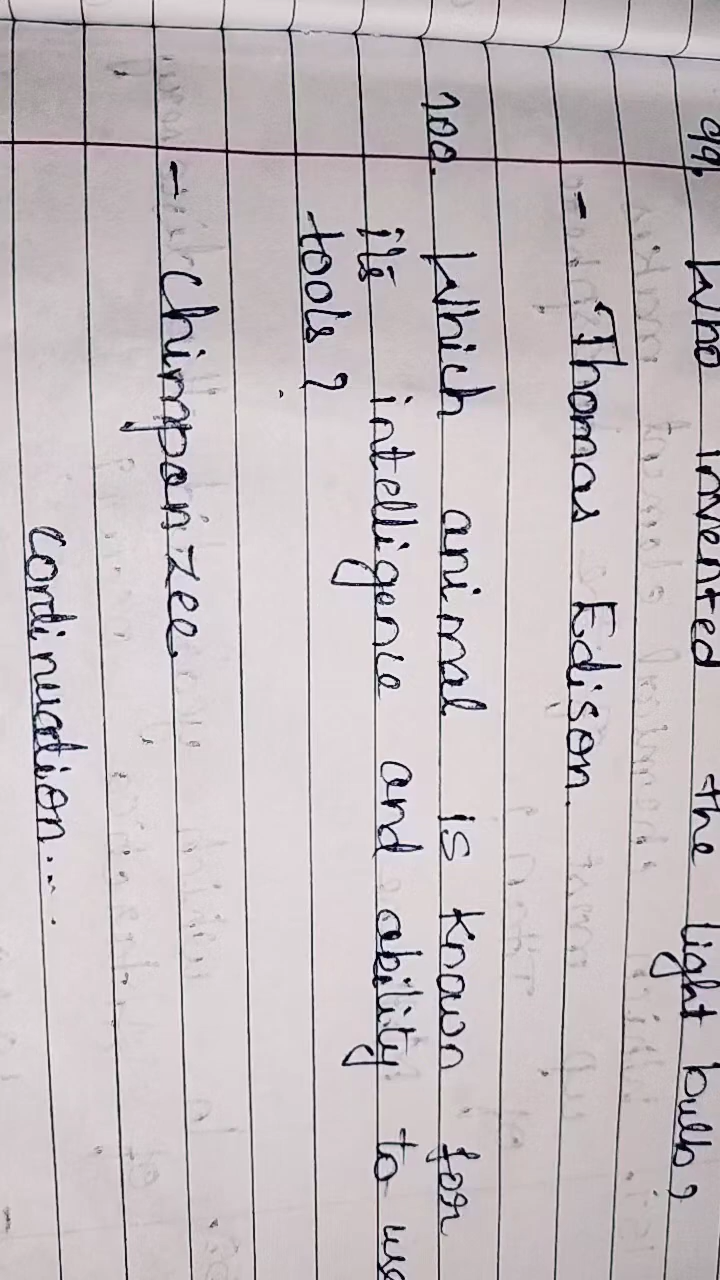 99. Who invented the light bulb?
- Thomas Edison.
100. Which animal is known for
its intelligence and ability to use
tools?
- Chimpanzee.
continuation...